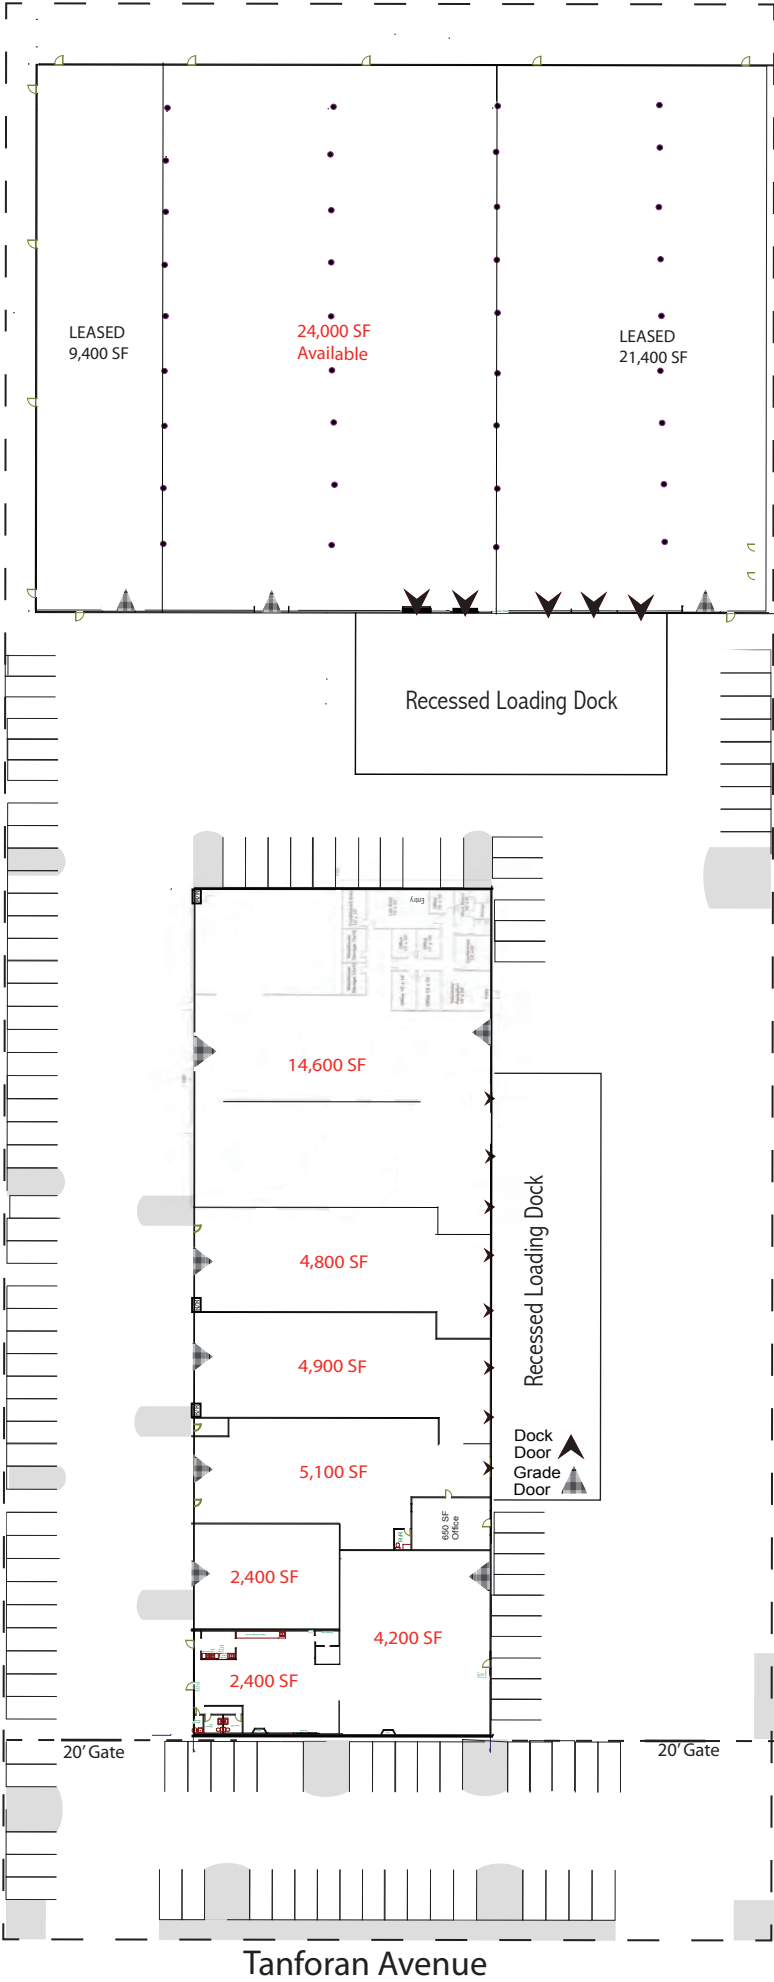 LEASED
9,400 SF
24,000 SF
Available
LEASED
21,400 SF
Recessed Loading Dock
Entry
14,600 SF
4,800 SF
Recessed Loading Dock
4,900 SF
Dock
Door
5,100 SF
Grade
Door
650 SF
Office
2,400 SF
4,200 SF
2,400 SF
20' Gate
20' Gate
Tanforan Avenue